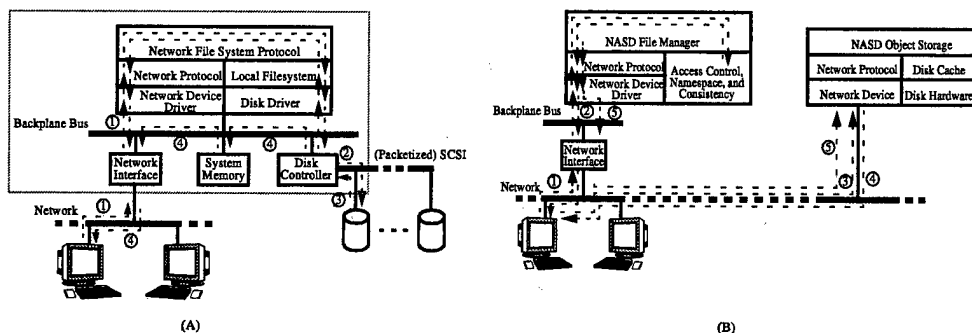 Network File System Protocol
Network Protocol
Local Filesystem
Network Device
Driver
Disk Driver
Backplane Bus
①
④
④
②
(Packetized) SCSI
Network
Interface
System
Memory
Disk
Controller
③
Network
①
④
(A)
NASD File Manager
Network Protocol
Network Device
Driver
Access Control,
Namespace, and
Consistency
Backplane Bus
②
⑤
Network
Interface
①
Network
NASD Object Storage
Network Protocol
Disk Cache
Network Device
Disk Hardware
⑤
③
④
(B)